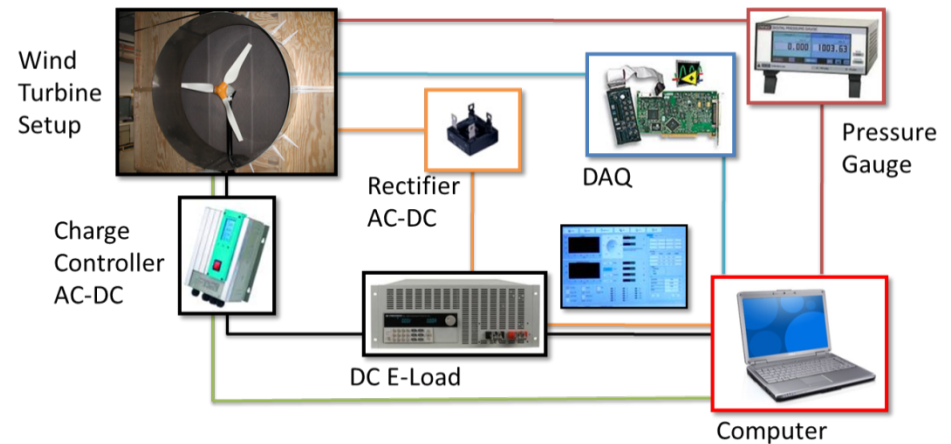 Wind
Turbine
Setup
0.000 1003.63
Pressure
Gauge
DAQ
Rectifier
AC-DC
Charge
Controller
AC-DC
DC E-Load
Computer